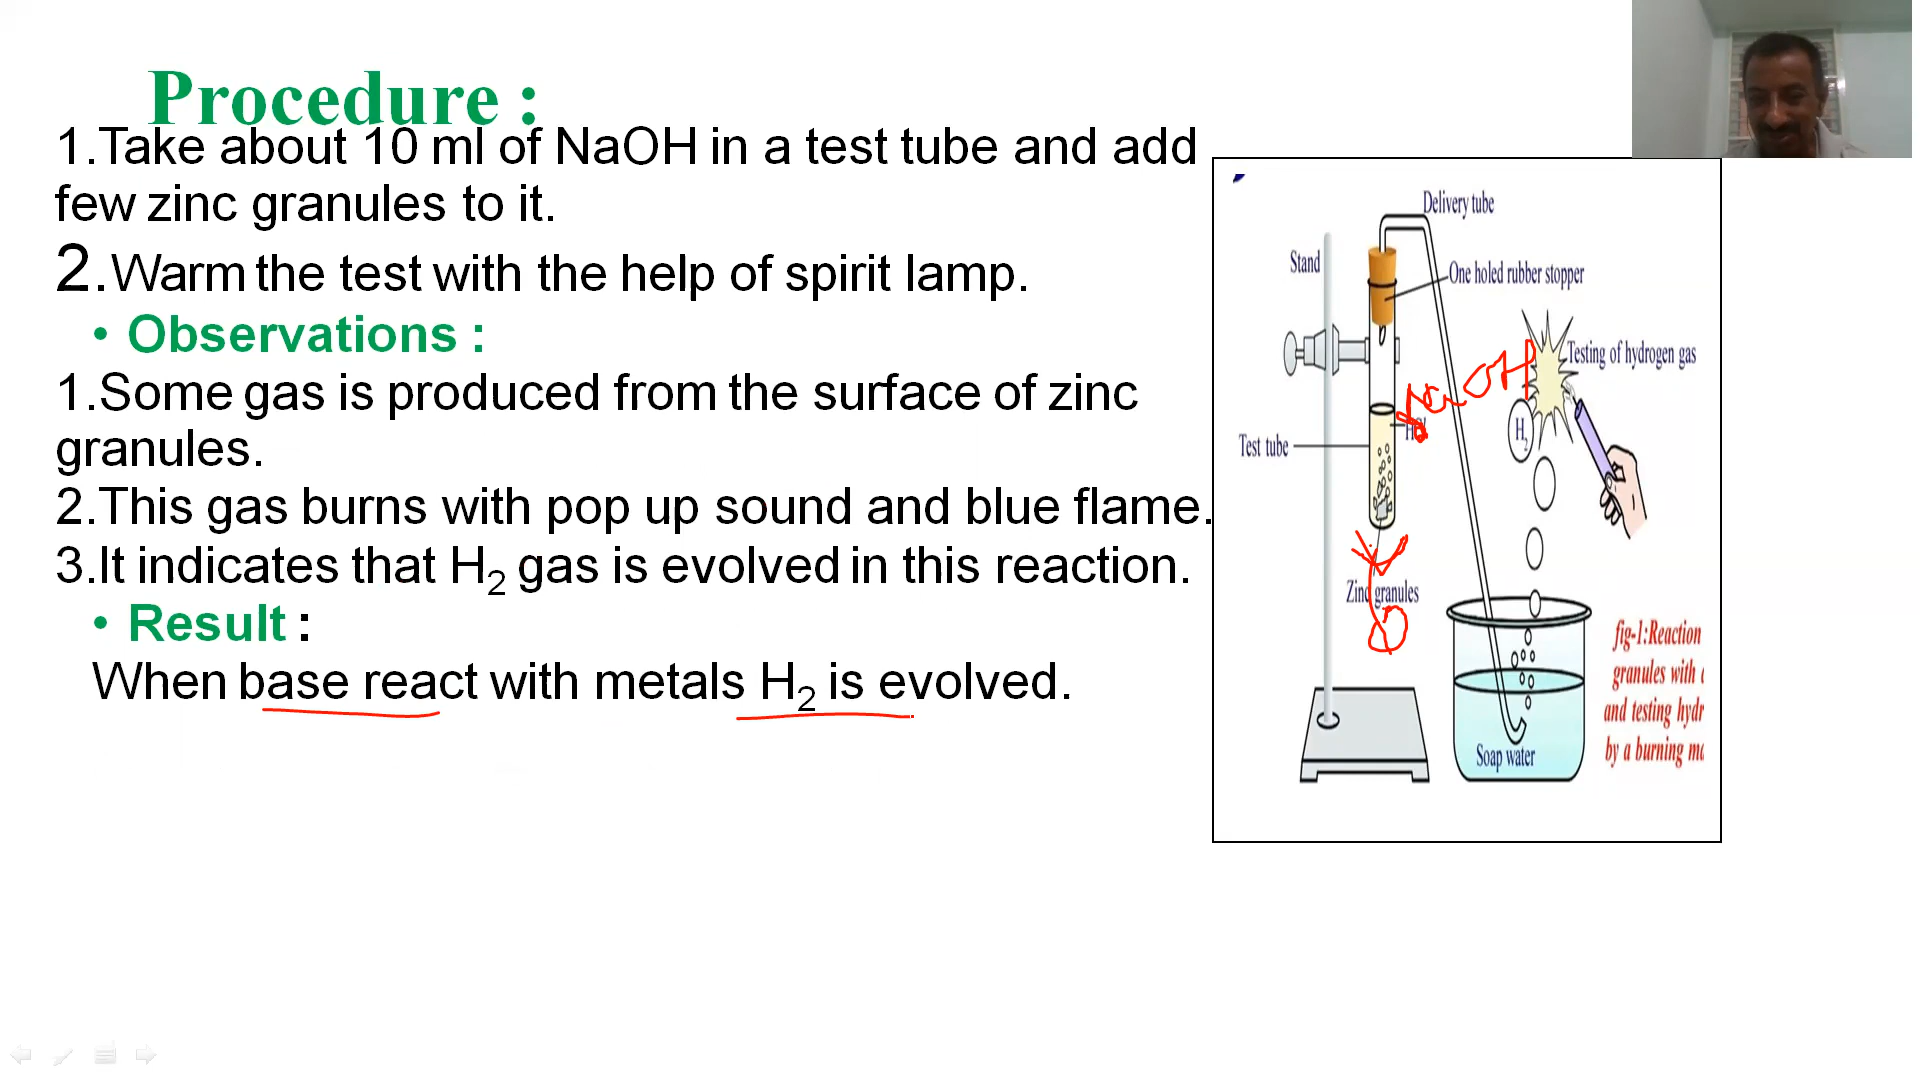 Procedure :
1.Take about 10 ml of NaOH in a test tube and add
few zinc granules to it.
2.Warm the test with the help of spirit lamp.
• Observations :
1.Some gas is produced from the surface of zinc
granules.
2.This gas burns with pop up sound and blue flame.
3.It indicates that H₂ gas is evolved in this reaction.
• Result :
When base react with metals H₂ is evolved.
Delivery tube
Stand
One holed rubber stopper
Testing of hydrogen gas
NaOH
H₂
Test tube
Zinc granules
fig-1:Reaction
granules with
and testing hydr
by a burning ma
Soap water